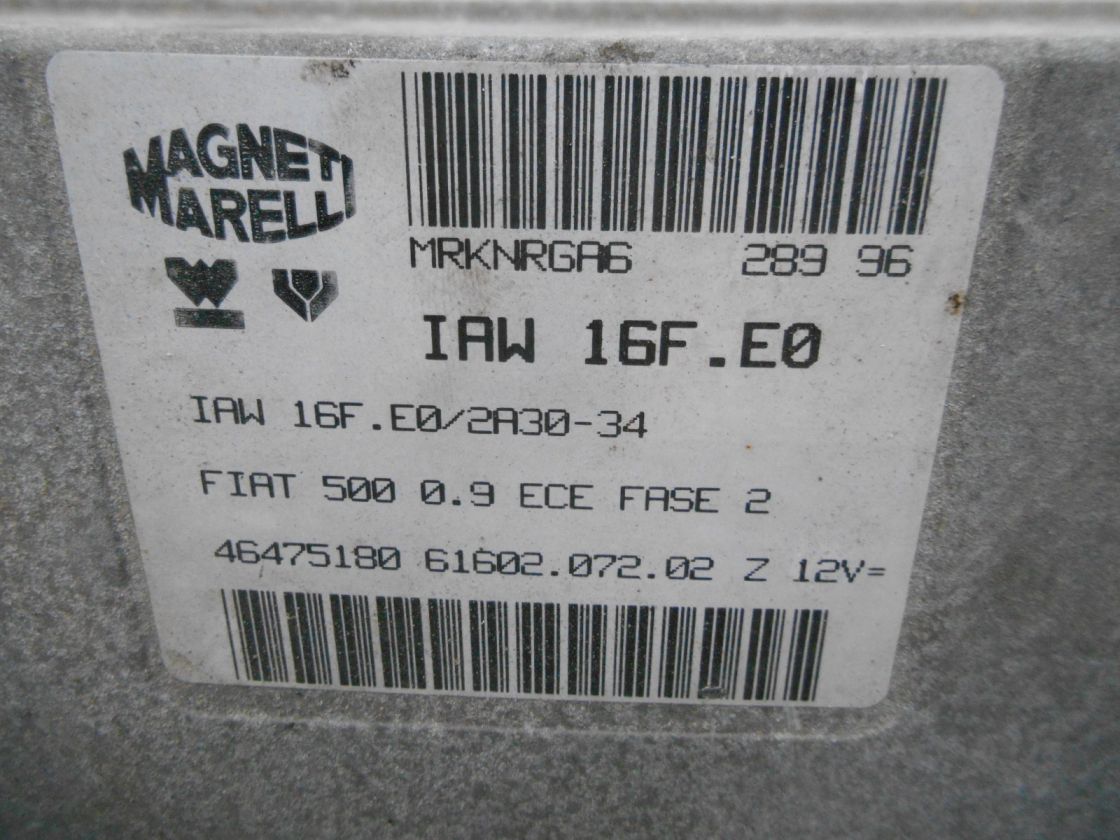 MAGNETI
MARELLI
MRKNRGA6 289 96
IAW 16F.E0
IAW 16F.E0/2A30-34
FIAT 500 0.9 ECE FASE 2
46475180 61602.072.02 Z 12V=